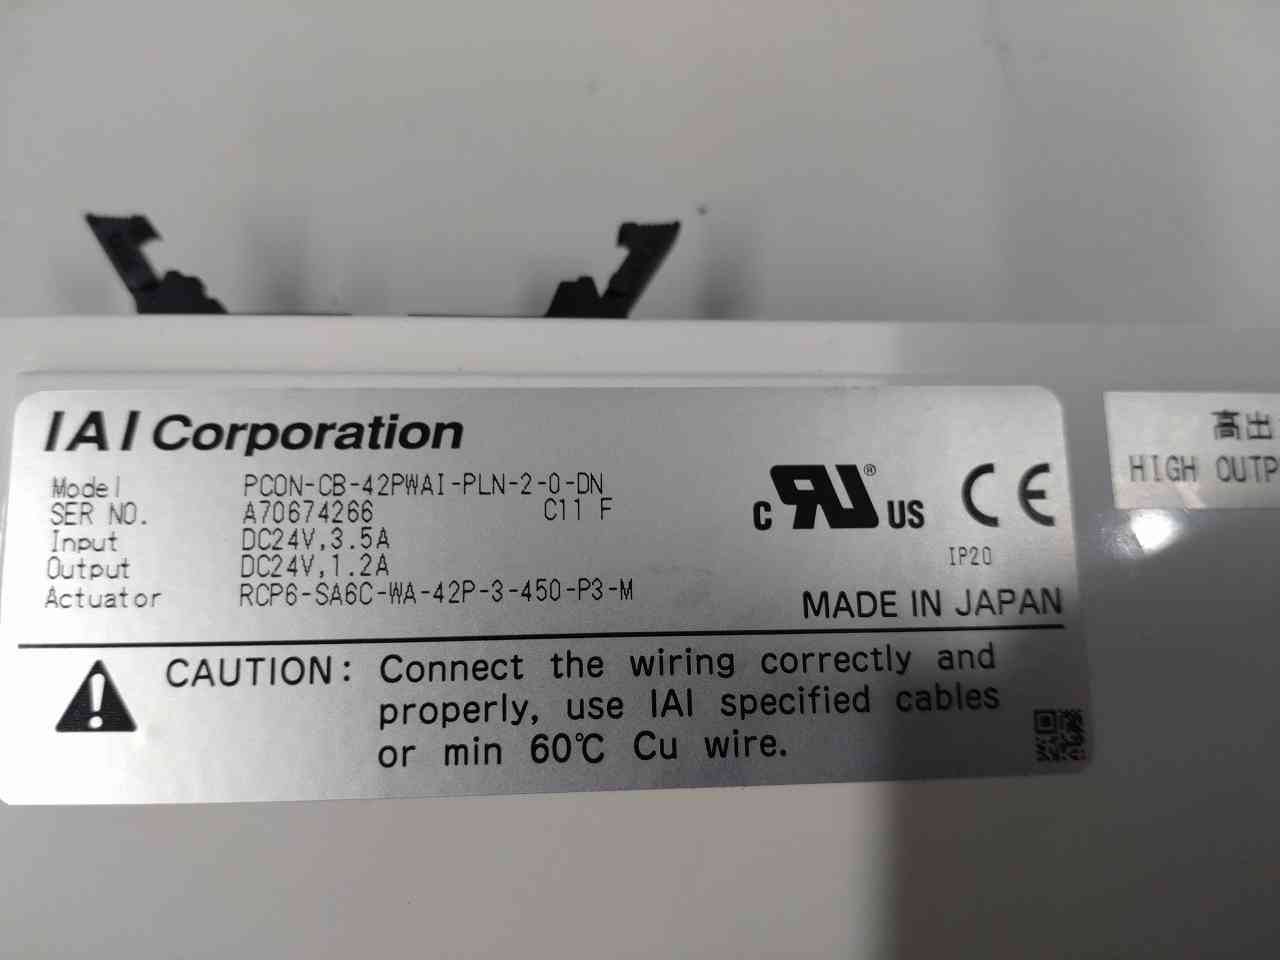 IAI Corporation
Model PCON-CB-42PWAI-PLN-2-0-DN
SER NO. A70674266 C11 F
Input DC24V,3.5A
Output DC24V,1.2A
Actuator RCP6-SA6C-WA-42P-3-450-P3-M
c RU ® US CE
IP20
MADE IN JAPAN
CAUTION: Connect the wiring correctly and
properly, use IAI specified cables
or min 60℃ Cu wire.
高出
HIGH OUTP